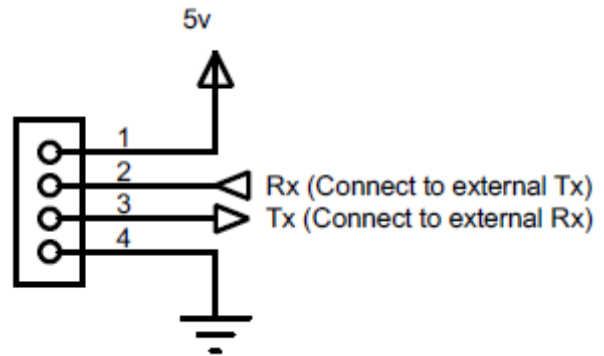 5v
1
2
Rx (Connect to external Tx)
3
Tx (Connect to external Rx)
4